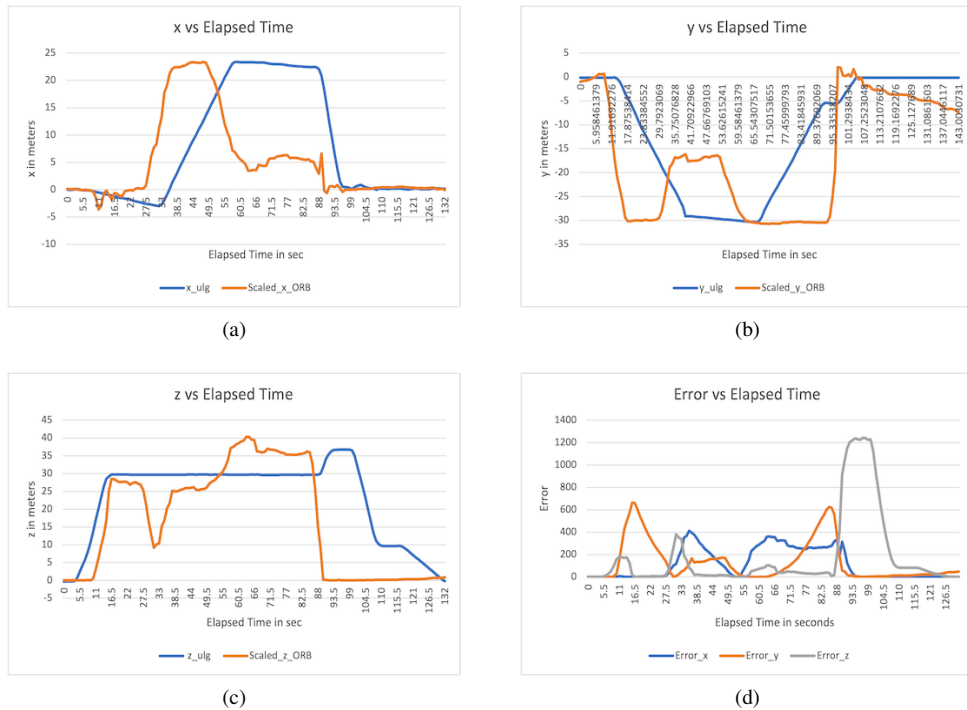 x vs Elapsed Time
25
20
15
10
5
0
-5
-10
x in meters
0 5.5 11 16.5 22 27.5 33 38.5 44 49.5 55 60.5 66 71.5 77 82.5 88 93.5 99 104.5 110 115.5 121 126.5 132
Elapsed Time in sec
x_ulg Scaled_x_ORB
(a)
y vs Elapsed Time
5
0
-5
-10
-15
-20
-25
-30
-35
y in meters
0 5.958461379 11.91692276 17.87538414 23.83384552 29.7923069 35.75076828 41.70922966 47.66769103 53.62615241 59.58461379 65.54307517 71.50153655 77.45999793 83.41845931 89.37692069 95.33538207 101.2938434 107.2523048 113.2107662 119.1692276 125.127689 131.0861503 137.0446117 143.0030731
Elapsed Time in sec
y_ulg Scaled_y_ORB
(b)
z vs Elapsed Time
45
40
35
30
25
20
15
10
5
0
-5
z in meters
0 5.5 11 16.5 22 27.5 33 38.5 44 49.5 55 60.5 66 71.5 77 82.5 88 93.5 99 104.5 110 115.5 121 126.5 132
Elapsed Time in sec
z_ulg Scaled_z_ORB
(c)
Error vs Elapsed Time
1400
1200
1000
800
600
400
200
0
Error
0 5.5 11 16.5 22 27.5 33 38.5 44 49.5 55 60.5 66 71.5 77 82.5 88 93.5 99 104.5 110 115.5 121 126.5
Elapsed Time in seconds
Error_x Error_y Error_z
(d)